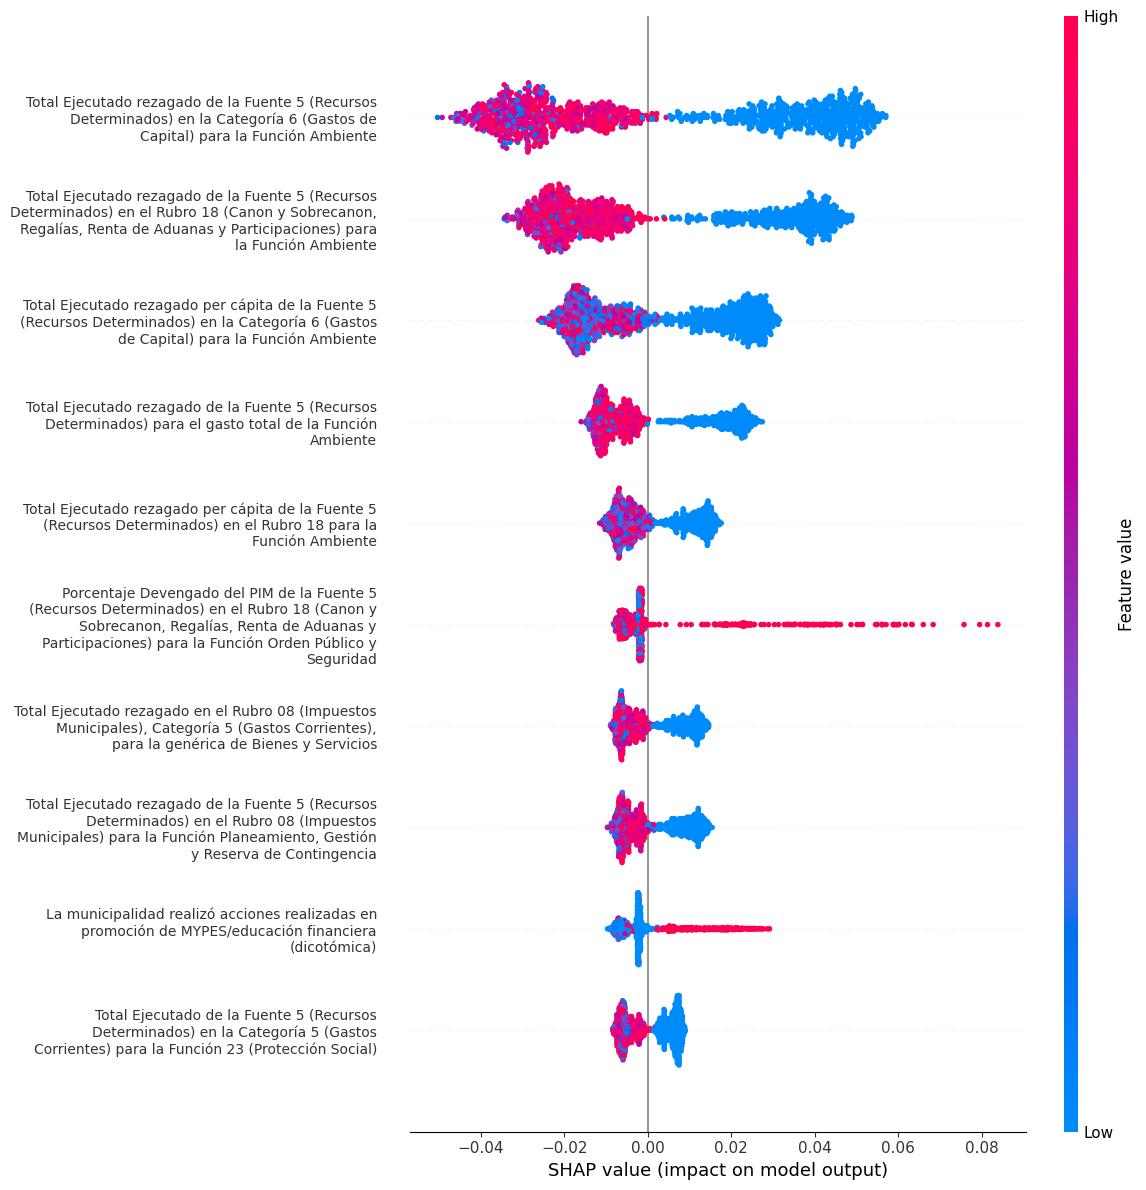 High
Total Ejecutado rezagado de la Fuente 5 (Recursos
Determinados) en la Categoría 6 (Gastos de
Capital) para la Función Ambiente
Total Ejecutado rezagado de la Fuente 5 (Recursos
Determinados) en el Rubro 18 (Canon y Sobrecanon,
Regalías, Renta de Aduanas y Participaciones) para
la Función Ambiente
Total Ejecutado rezagado per cápita de la Fuente 5
(Recursos Determinados) en la Categoría 6 (Gastos
de Capital) para la Función Ambiente
Total Ejecutado rezagado de la Fuente 5 (Recursos
Determinados) para el gasto total de la Función
Ambiente
Total Ejecutado rezagado per cápita de la Fuente 5
(Recursos Determinados) en el Rubro 18 para la
Función Ambiente
Porcentaje Devengado del PIM de la Fuente 5
(Recursos Determinados) en el Rubro 18 (Canon y
Sobrecanon, Regalías, Renta de Aduanas y
Participaciones) para la Función Orden Público y
Seguridad
Total Ejecutado rezagado en el Rubro 08 (Impuestos
Municipales), Categoría 5 (Gastos Corrientes),
para la genérica de Bienes y Servicios
Total Ejecutado rezagado de la Fuente 5 (Recursos
Determinados) en el Rubro 08 (Impuestos
Municipales) para la Función Planeamiento, Gestión
y Reserva de Contingencia
La municipalidad realizó acciones realizadas en
promoción de MYPES/educación financiera
(dicotómica)
Total Ejecutado de la Fuente 5 (Recursos
Determinados) en la Categoría 5 (Gastos
Corrientes) para la Función 23 (Protección Social)
Feature value
Low
−0.04 −0.02 0.00 0.02 0.04 0.06 0.08
SHAP value (impact on model output)